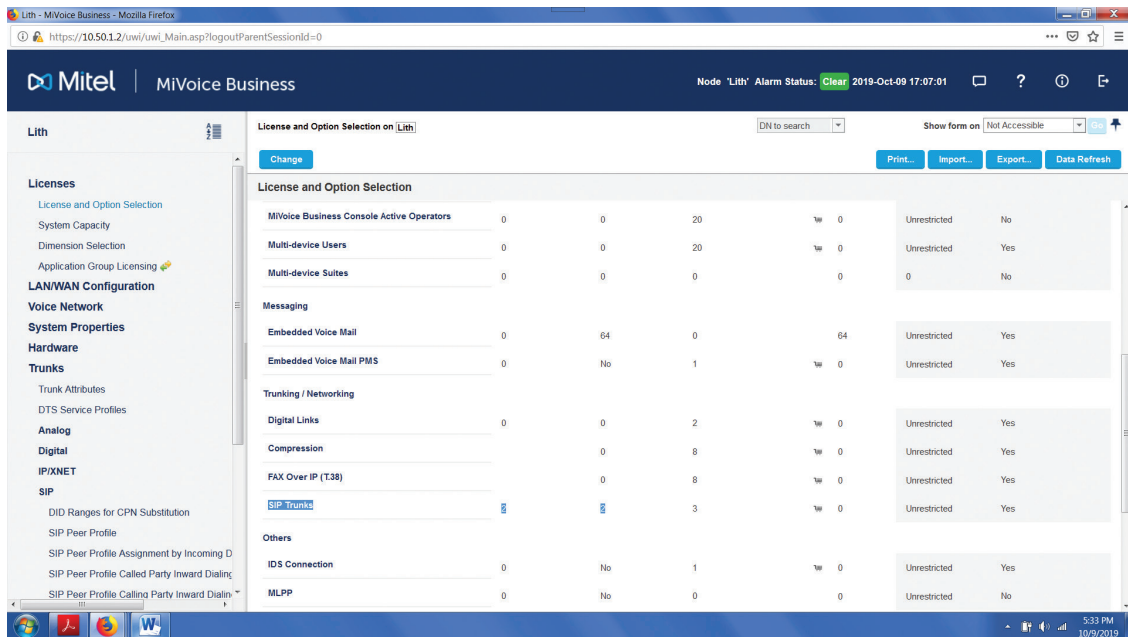 Lith - MiVoice Business - Mozilla Firefox
https://10.50.1.2/uwi/uwi_Main.asp?logoutParentSessionId=0
Mitel | MiVoice Business
Node 'Lith' Alarm Status: Clear 2019-Oct-09 17:07:01
Lith
License and Option Selection on Lith
DN to search
Show form on Not Accessible Go
Change
Print... Import... Export... Data Refresh
Licenses
License and Option Selection
System Capacity
Dimension Selection
Application Group Licensing
LAN/WAN Configuration
Voice Network
System Properties
Hardware
Trunks
Trunk Attributes
DTS Service Profiles
Analog
Digital
IP/XNET
SIP
DID Ranges for CPN Substitution
SIP Peer Profile
SIP Peer Profile Assignment by Incoming D
SIP Peer Profile Called Party Inward Dialing
SIP Peer Profile Calling Party Inward Dialin
License and Option Selection
MiVoice Business Console Active Operators 0 0 20 0 Unrestricted No
Multi-device Users 0 0 20 0 Unrestricted Yes
Multi-device Suites 0 0 0 0 0 No
Messaging
Embedded Voice Mail 0 64 0 64 Unrestricted Yes
Embedded Voice Mail PMS 0 No 1 0 Unrestricted Yes
Trunking / Networking
Digital Links 0 0 2 0 Unrestricted Yes
Compression 0 8 0 Unrestricted Yes
FAX Over IP (T.38) 0 8 0 Unrestricted Yes
SIP Trunks 2 2 3 0 Unrestricted Yes
Others
IDS Connection 0 No 1 0 Unrestricted Yes
MLPP 0 No 0 0 Unrestricted No
5:33 PM
10/9/2019